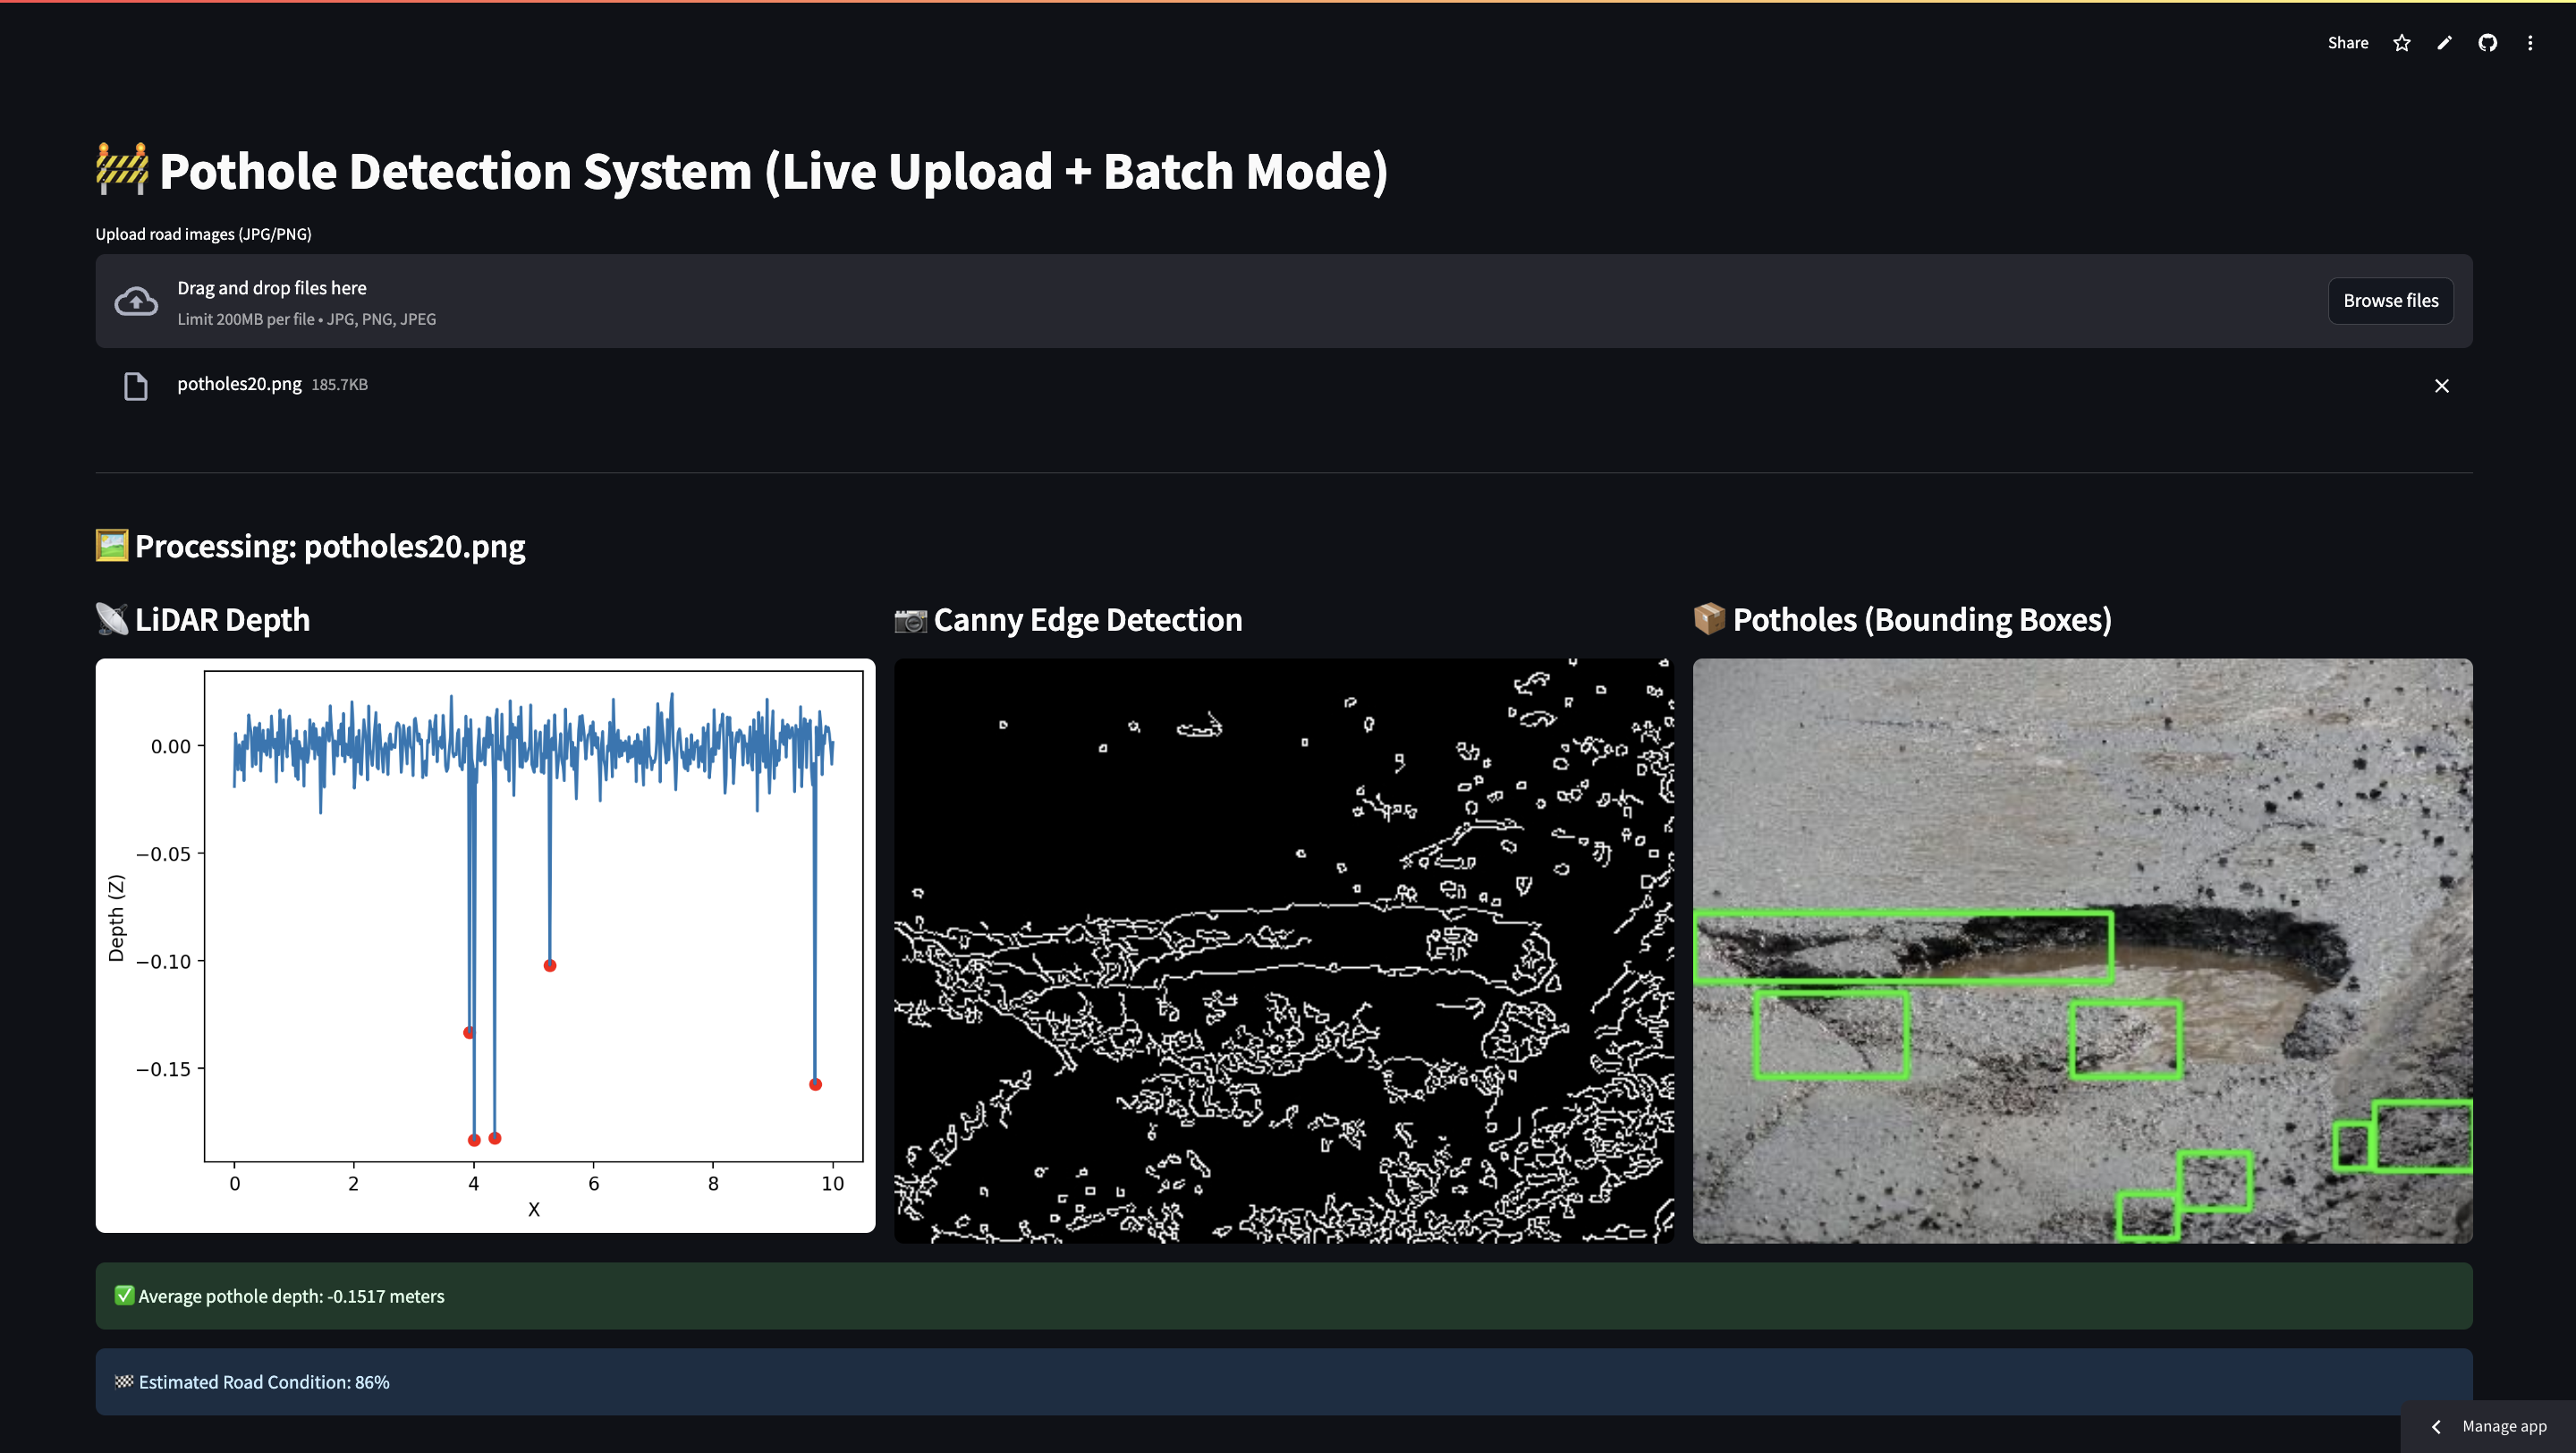 Share
Pothole Detection System (Live Upload + Batch Mode)
Upload road images (JPG/PNG)
Drag and drop files here
Limit 200MB per file • JPG, PNG, JPEG
Browse files
potholes20.png 185.7KB
Processing: potholes20.png
LiDAR Depth
Canny Edge Detection
Potholes (Bounding Boxes)
0.00
−0.05
−0.10
−0.15
Depth (Z)
0 2 4 6 8 10
X
Average pothole depth: -0.1517 meters
Estimated Road Condition: 86%
Manage app